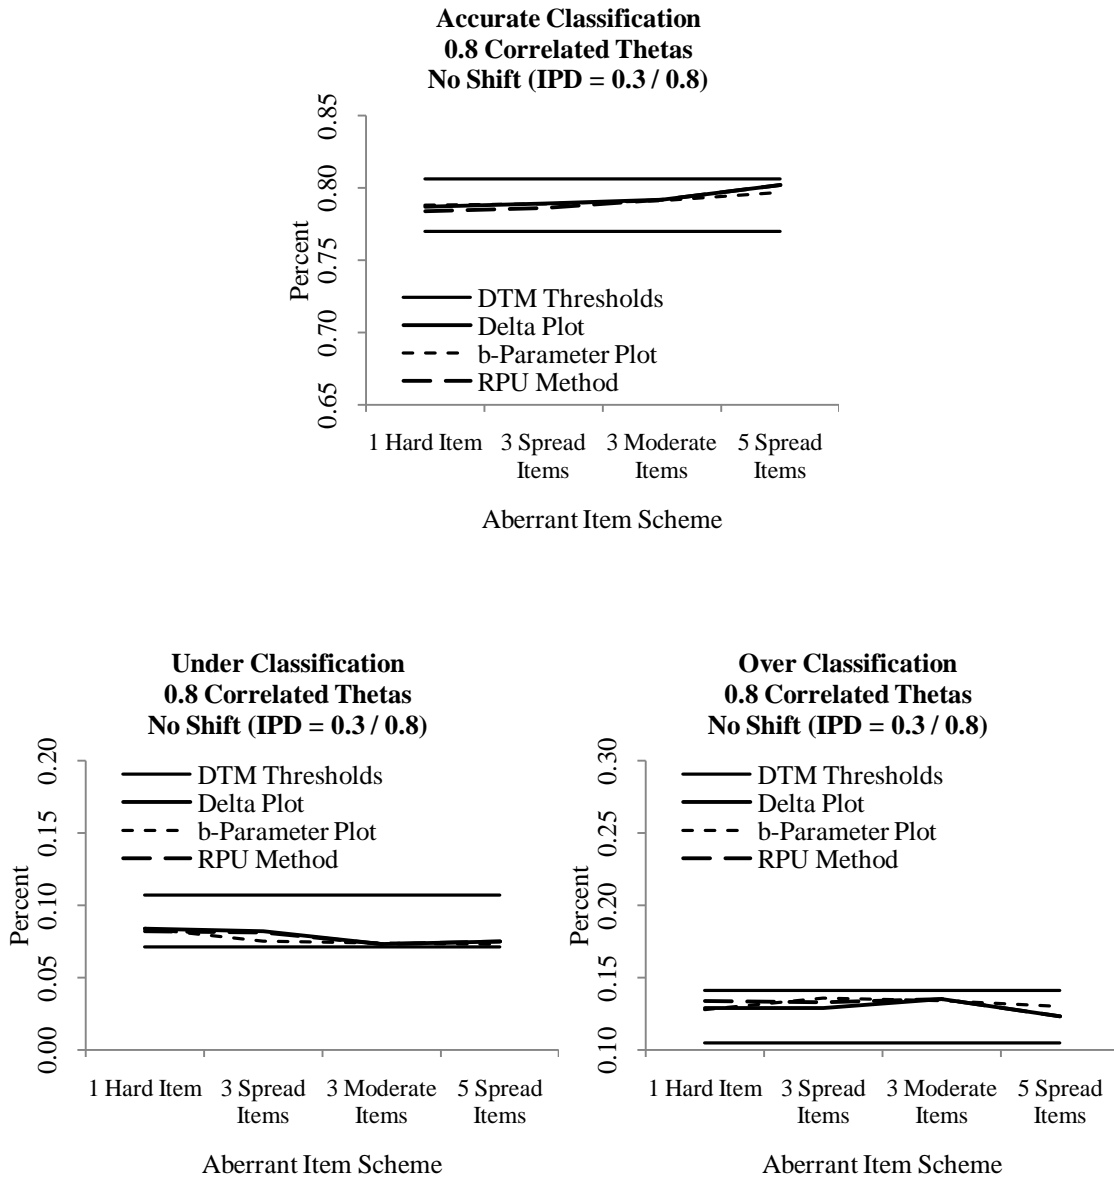 Accurate Classification
0.8 Correlated Thetas
No Shift (IPD = 0.3 / 0.8)
Percent
0.85
0.80
0.75
0.70
0.65
DTM Thresholds
Delta Plot
b-Parameter Plot
RPU Method
1 Hard Item 3 Spread 3 Moderate 5 Spread
Items Items Items
Aberrant Item Scheme
Under Classification
0.8 Correlated Thetas
No Shift (IPD = 0.3 / 0.8)
Percent
0.20
0.15
0.10
0.05
0.00
DTM Thresholds
Delta Plot
b-Parameter Plot
RPU Method
1 Hard Item 3 Spread 3 Moderate 5 Spread
Items Items Items
Aberrant Item Scheme
Over Classification
0.8 Correlated Thetas
No Shift (IPD = 0.3 / 0.8)
Percent
0.30
0.25
0.20
0.15
0.10
DTM Thresholds
Delta Plot
b-Parameter Plot
RPU Method
1 Hard Item 3 Spread 3 Moderate 5 Spread
Items Items Items
Aberrant Item Scheme